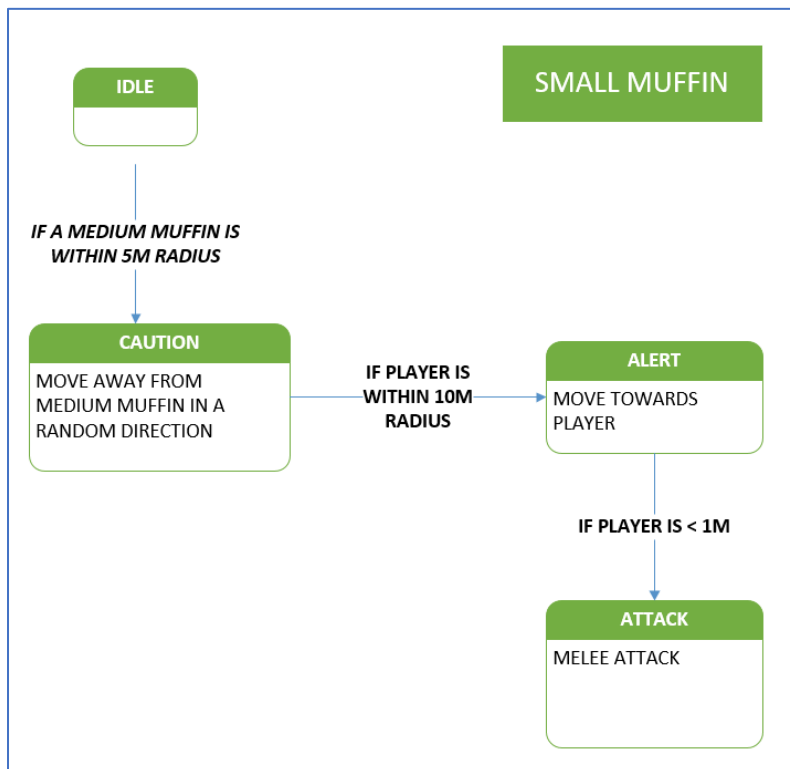 SMALL MUFFIN
IDLE
IF A MEDIUM MUFFIN IS
WITHIN 5M RADIUS
CAUTION
MOVE AWAY FROM
MEDIUM MUFFIN IN A
RANDOM DIRECTION
IF PLAYER IS
WITHIN 10M
RADIUS
ALERT
MOVE TOWARDS
PLAYER
IF PLAYER IS < 1M
ATTACK
MELEE ATTACK